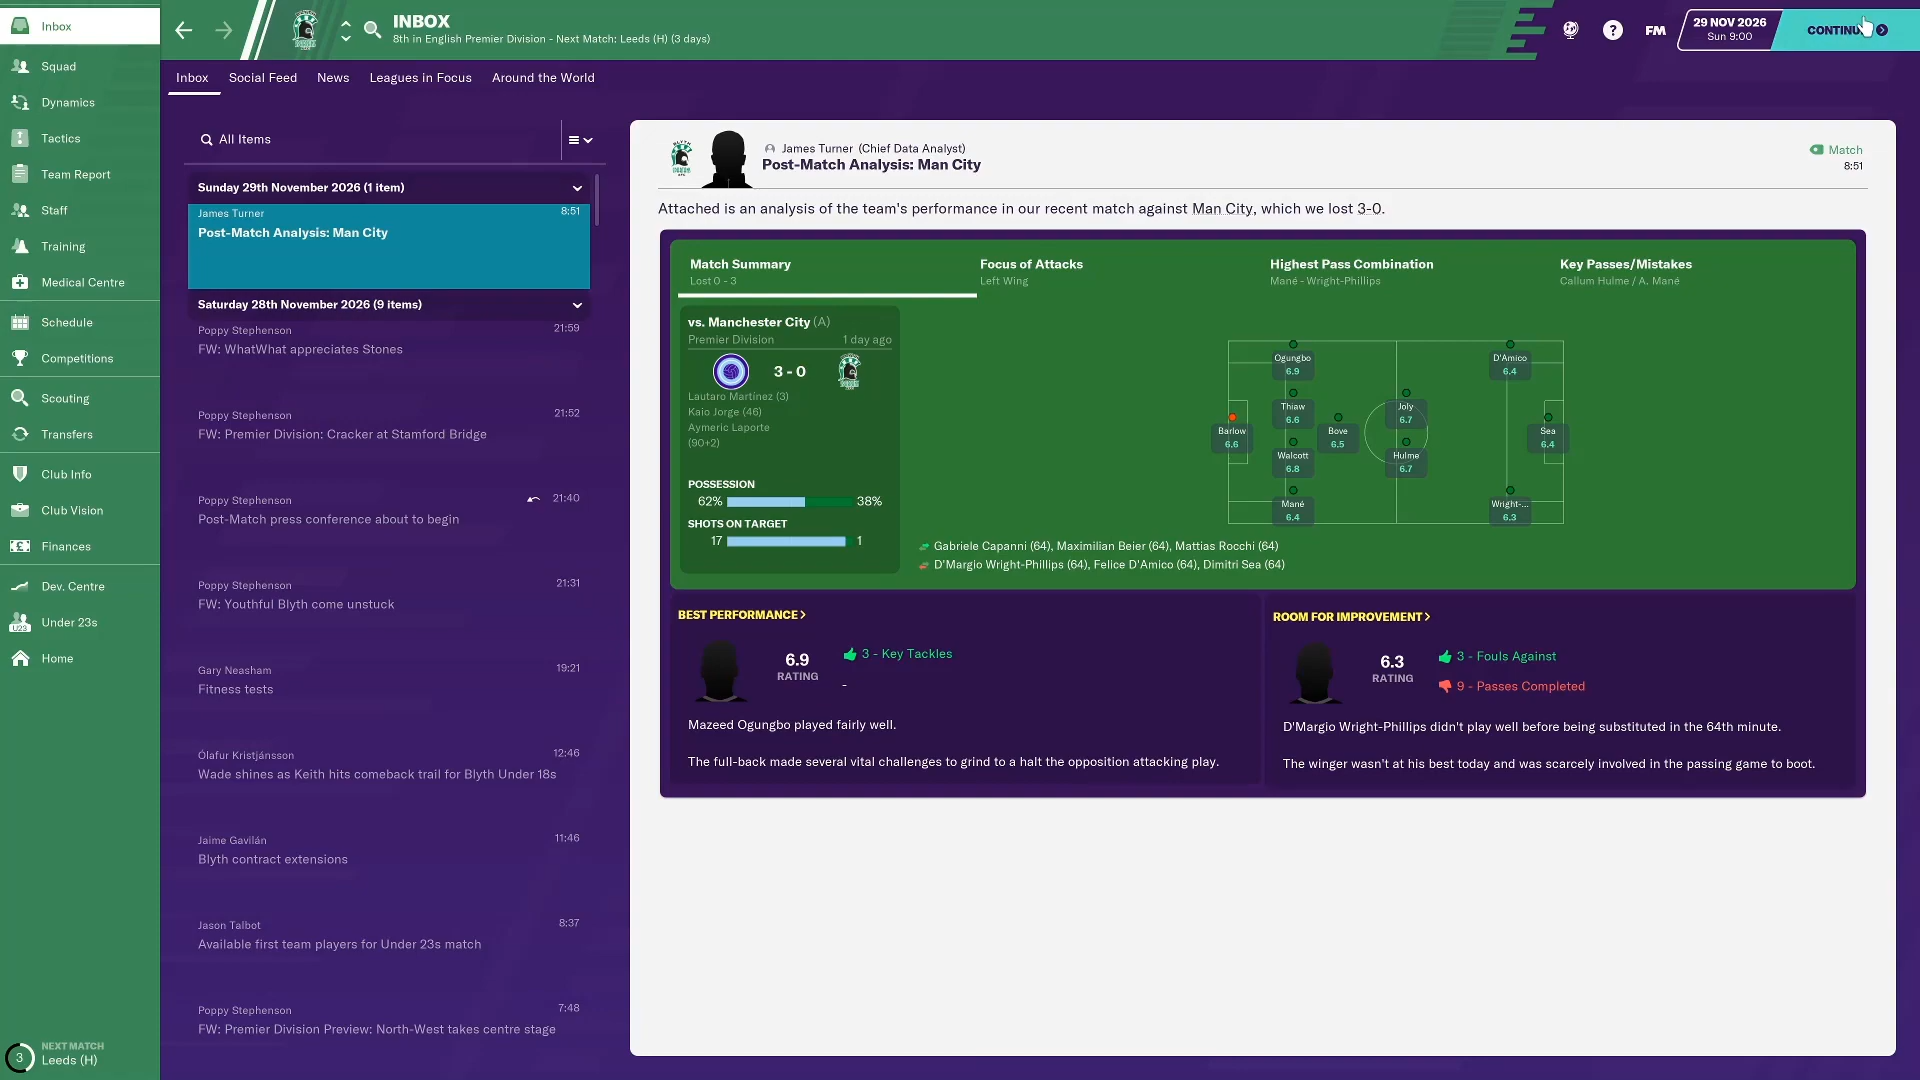 Inbox
Squad
Dynamics
Tactics
Team Report
Staff
Training
Medical Centre
Schedule
Competitions
Scouting
Transfers
Club Info
Club Vision
Finances
Dev. Centre
U23
Under 23s
Home
3
NEXT MATCH
Leeds (H)
INBOX
8th in English Premier Division - Next Match: Leeds (H) (3 days)
?
FM
29 NOV 2026
Sun 9:00
CONTINU
Inbox
Social Feed
News
Leagues in Focus
Around the World
All Items
Sunday 29th November 2026 (1 item)
James Turner
8:51
Post-Match Analysis: Man City
Saturday 28th November 2026 (9 items)
Poppy Stephenson
21:59
FW: WhatWhat appreciates Stones
Poppy Stephenson
21:52
FW: Premier Division: Cracker at Stamford Bridge
Poppy Stephenson
21:40
Post-Match press conference about to begin
Poppy Stephenson
21:31
FW: Youthful Blyth come unstuck
Gary Neasham
19:21
Fitness tests
Ólafur Kristjánsson
12:46
Wade shines as Keith hits comeback trail for Blyth Under 18s
Jaime Gavilán
11:46
Blyth contract extensions
Jason Talbot
8:37
Available first team players for Under 23s match
Poppy Stephenson
7:48
FW: Premier Division Preview: North-West takes centre stage
James Turner (Chief Data Analyst)
Post-Match Analysis: Man City
Match
8:51
Attached is an analysis of the team's performance in our recent match against Man City, which we lost 3-0.
Match Summary
Lost 0 - 3
Focus of Attacks
Left Wing
Highest Pass Combination
Mané - Wright-Phillips
Key Passes/Mistakes
Callum Hulme / A. Mané
vs. Manchester City (A)
Premier Division
1 day ago
3 - 0
Lautaro Martínez (3)
Kaio Jorge (46)
Aymeric Laporte
(90+2)
POSSESSION
62%
38%
SHOTS ON TARGET
17
1
Ogungbo
6.9
D'Amico
6.4
Thiaw
6.6
Joly
6.7
Barlow
6.6
Bove
6.5
Sea
6.4
Walcott
6.8
Hulme
6.7
Mané
6.4
Wright-...
6.3
Gabriele Capanni (64), Maximilian Beier (64), Mattias Rocchi (64)
D'Margio Wright-Phillips (64), Felice D'Amico (64), Dimitri Sea (64)
BEST PERFORMANCE
6.9
RATING
3 - Key Tackles
-
Mazeed Ogungbo played fairly well.
The full-back made several vital challenges to grind to a halt the opposition attacking play.
ROOM FOR IMPROVEMENT
6.3
RATING
3 - Fouls Against
9 - Passes Completed
D'Margio Wright-Phillips didn't play well before being substituted in the 64th minute.
The winger wasn't at his best today and was scarcely involved in the passing game to boot.